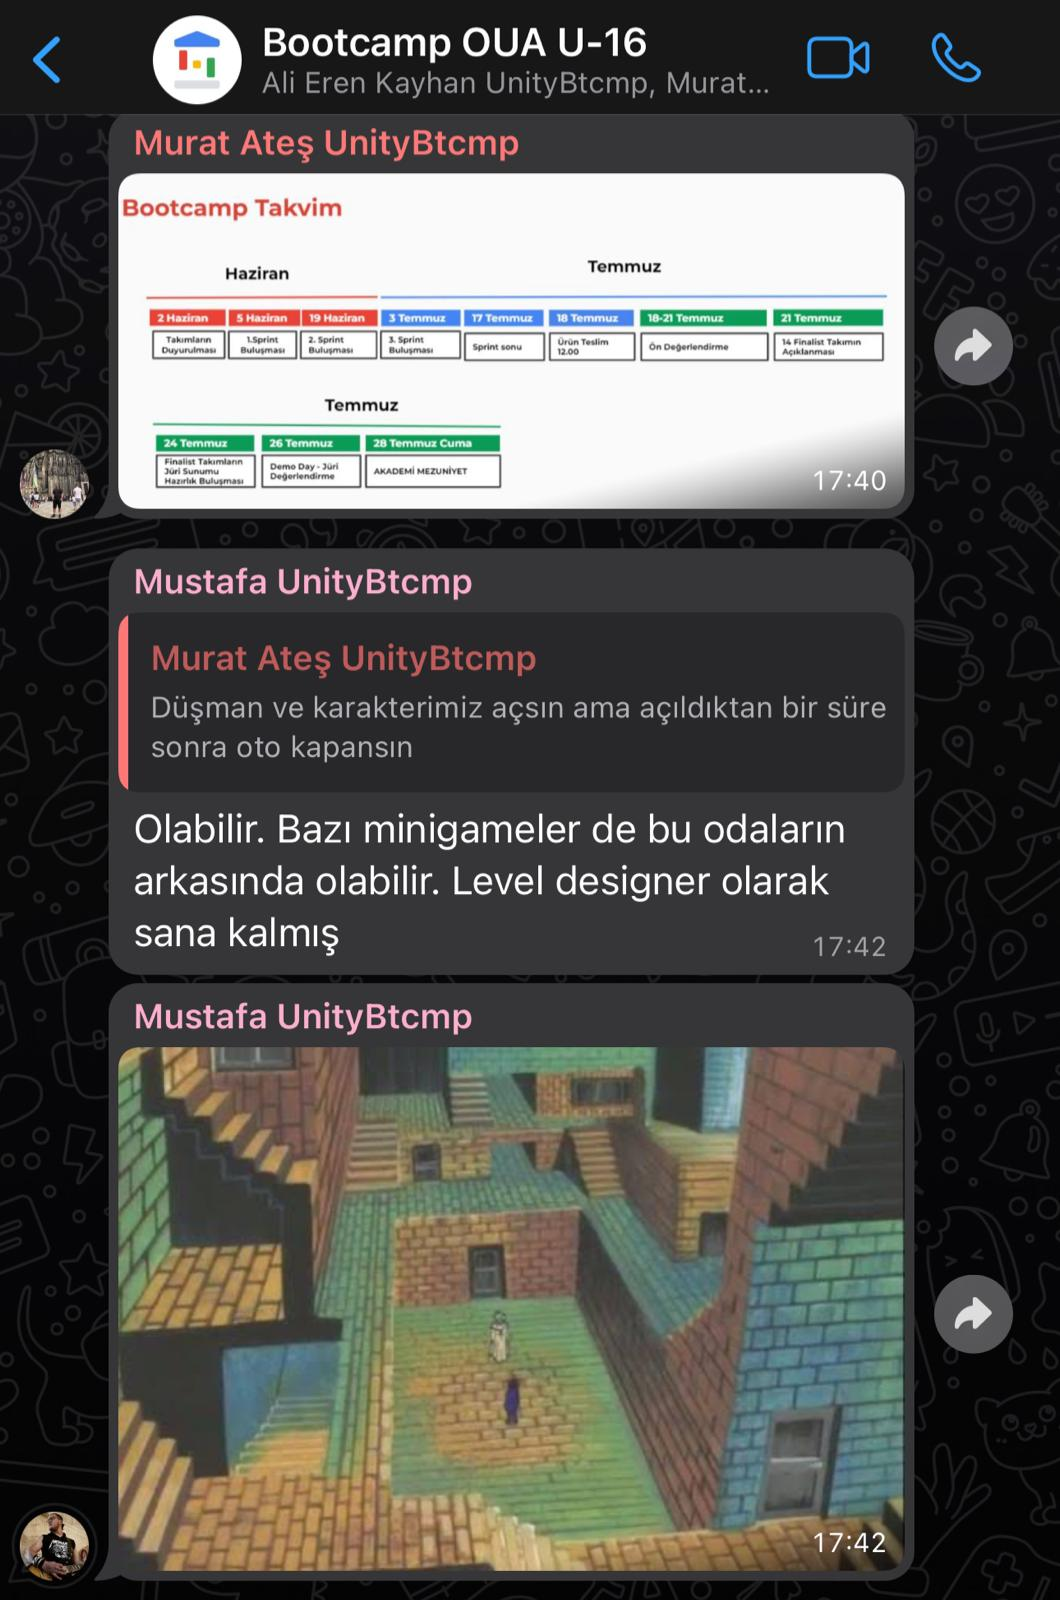 Bootcamp OUA U-16
Ali Eren Kayhan UnityBtcmp, Murat...
Murat Ateş UnityBtcmp
Bootcamp Takvim
Haziran
Temmuz
2 Haziran
5 Haziran
19 Haziran
3 Temmuz
17 Temmuz
18 Temmuz
18-21 Temmuz
21 Temmuz
Takımların
Duyurulması
1.Sprint
Buluşması
2. Sprint
Buluşması
3. Sprint
Buluşması
Sprint sonu
Ürün Teslim
12.00
Ön Değerlendirme
14 Finalist Takımın
Açıklanması
Temmuz
24 Temmuz
26 Temmuz
28 Temmuz Cuma
Finalist Takımların
Jüri Sunumu
Hazırlık Buluşması
Demo Day - Jüri
Değerlendirme
AKADEMİ MEZUNİYET
17:40
Mustafa UnityBtcmp
Murat Ateş UnityBtcmp
Düşman ve karakterimiz açsın ama açıldıktan bir süre
sonra oto kapansın
Olabilir. Bazı minigameler de bu odaların
arkasında olabilir. Level designer olarak
sana kalmış
17:42
Mustafa UnityBtcmp
17:42